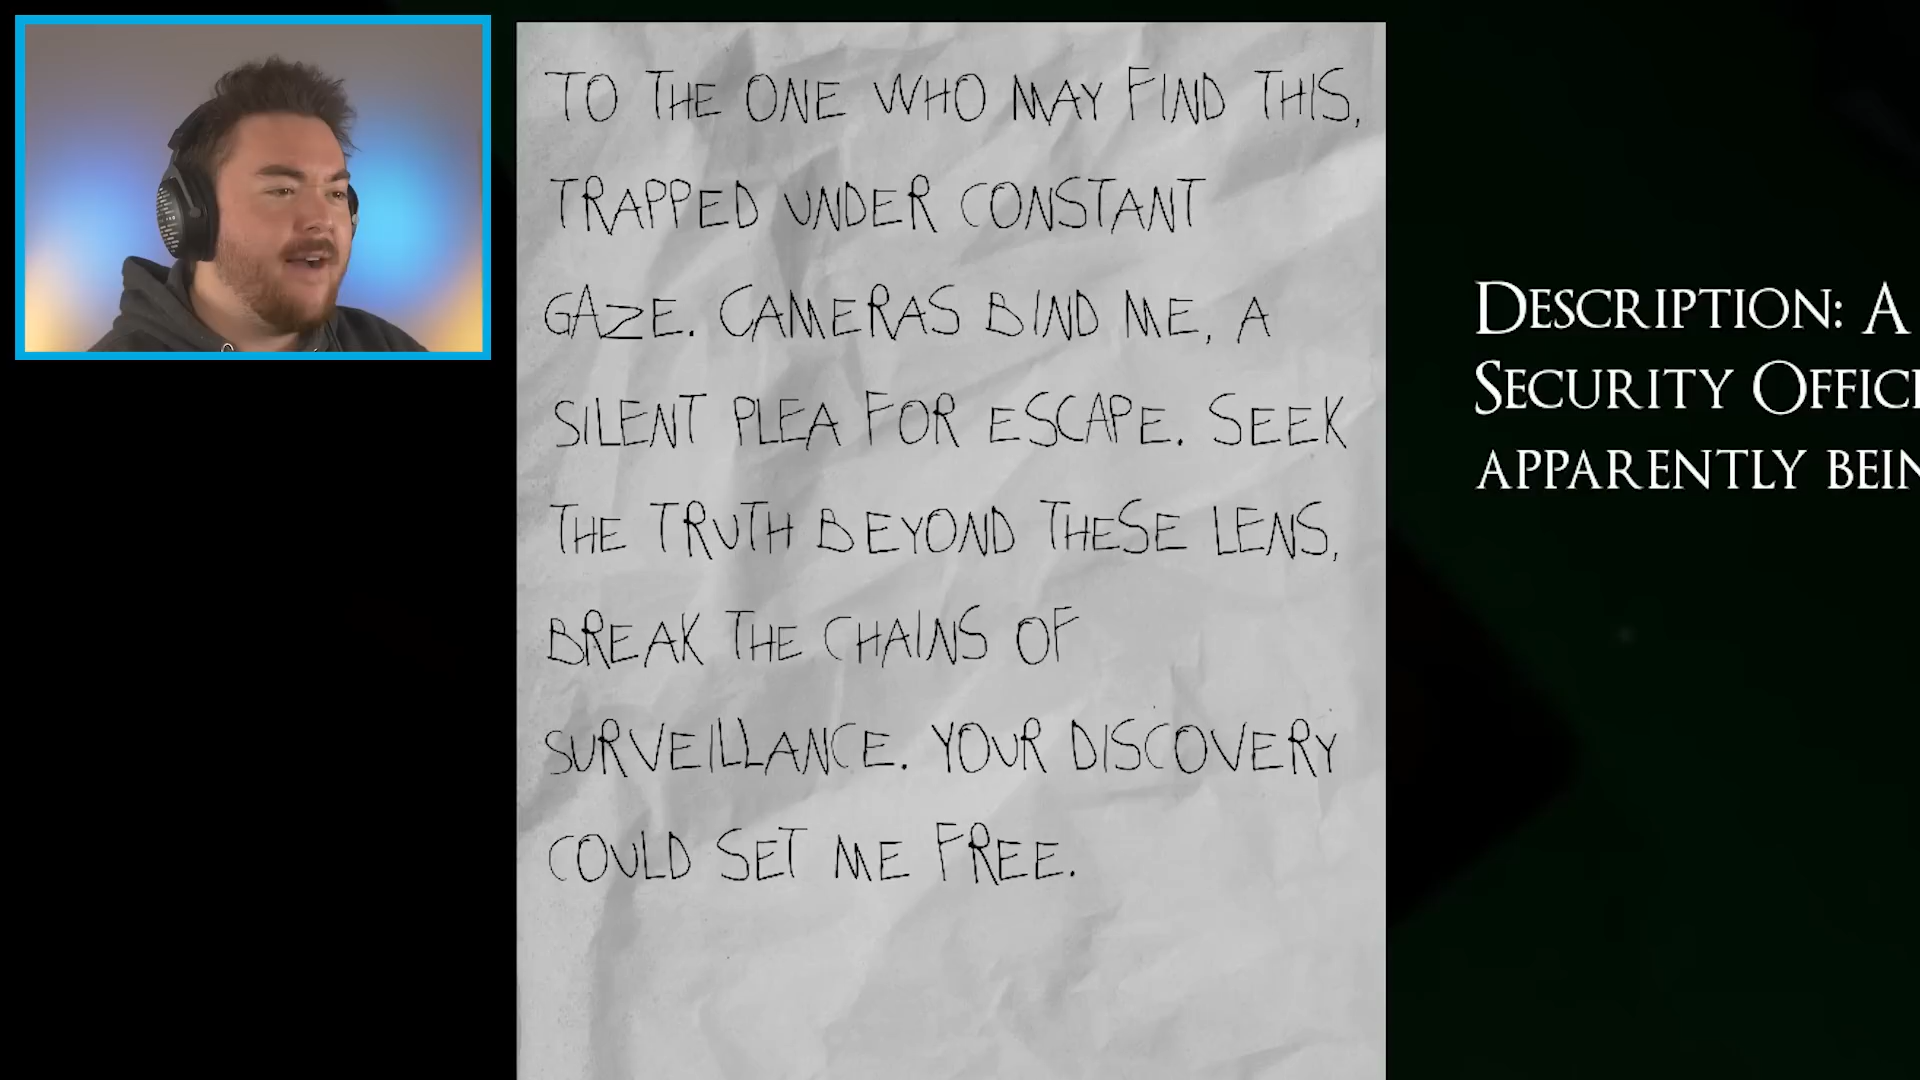 TO THE ONE WHO MAY FIND THIS,
TRAPPED UNDER CONSTANT
GAZE. CAMERAS BIND ME, A
SILENT PLEA FOR ESCAPE. SEEK
THE TRUTH BEYOND THESE LENS,
BREAK THE CHAINS OF
SURVEILLANCE. YOUR DISCOVERY
COULD SET ME FREE.
DESCRIPTION: A
SECURITY
APPARENTLY